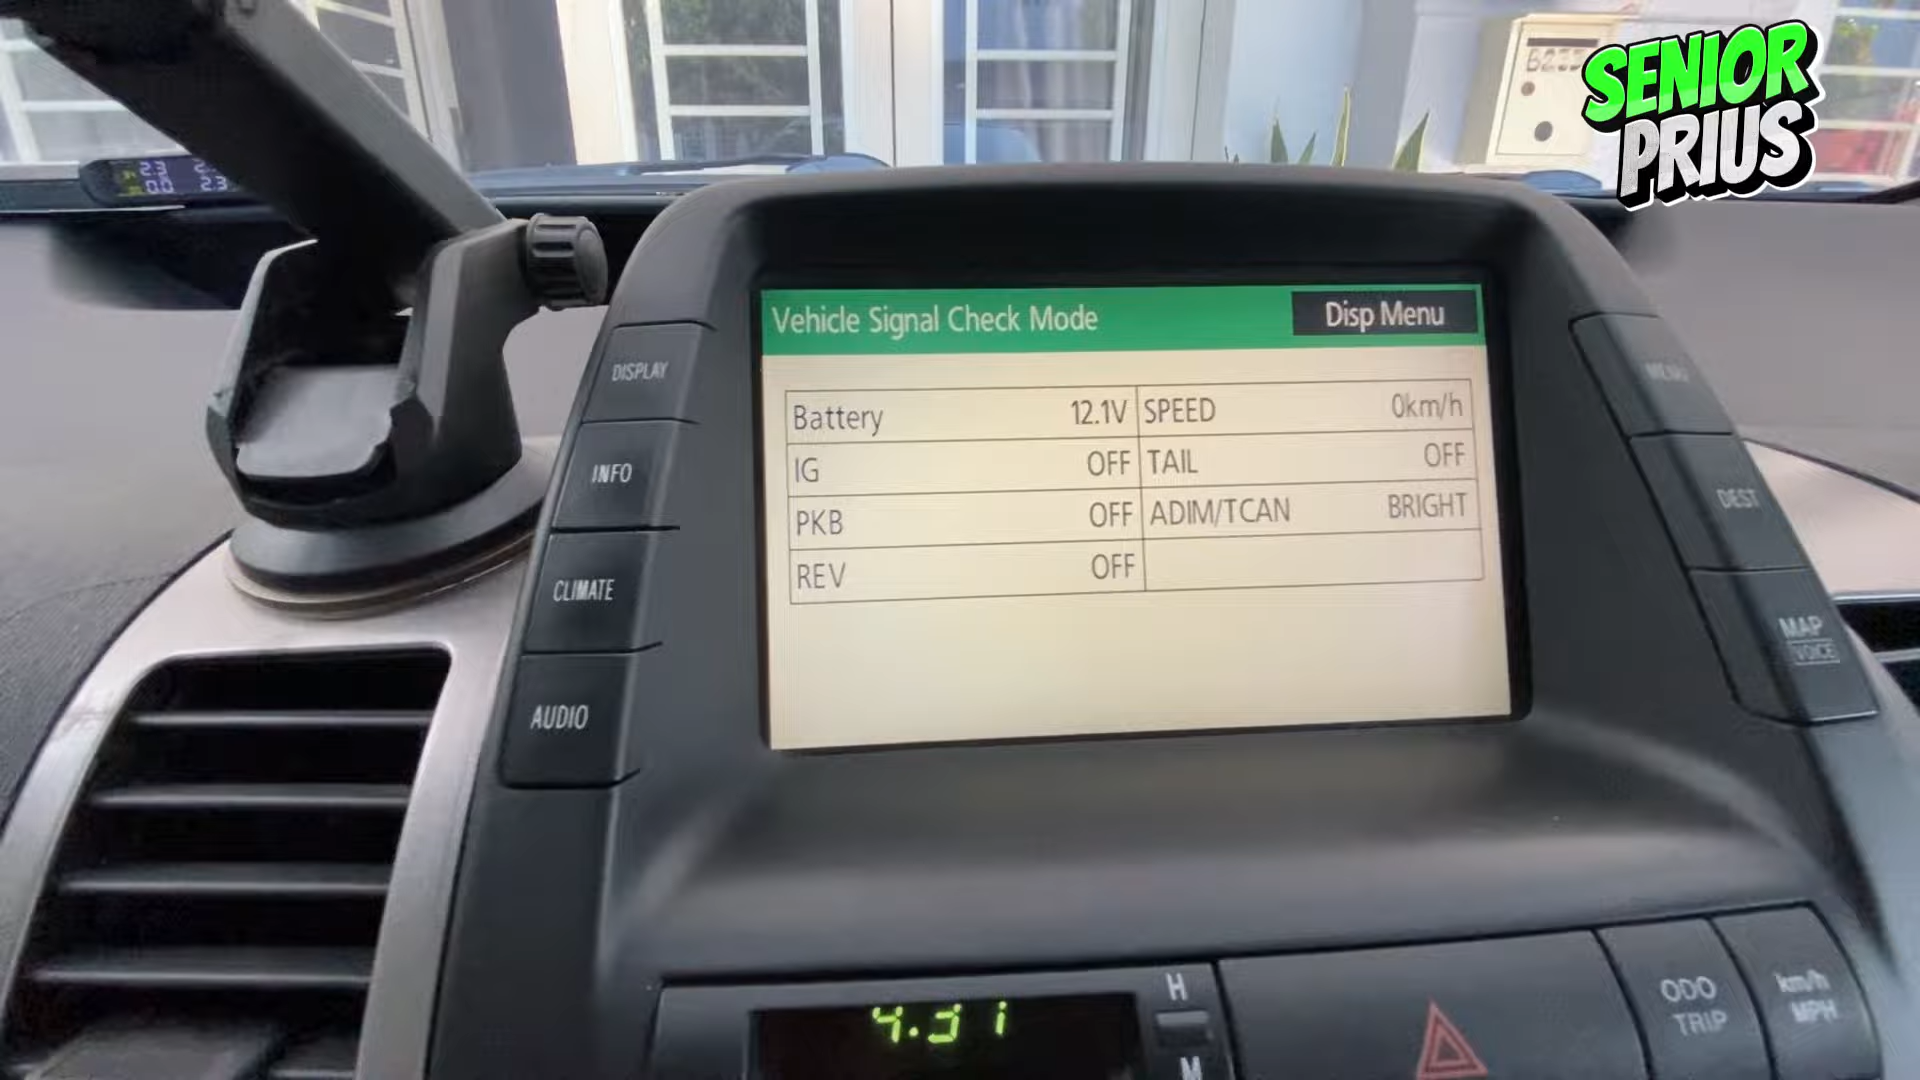 SENIOR
PRIUS
Vehicle Signal Check Mode
Disp Menu
Battery 12.1V SPEED 0km/h
IG OFF TAIL OFF
PKB OFF ADIM/TCAN BRIGHT
REV OFF
DISPLAY
INFO
CLIMATE
AUDIO
MENU
DEST
MAP
VOICE
H
M
ODO
TRIP
km/h
MPH